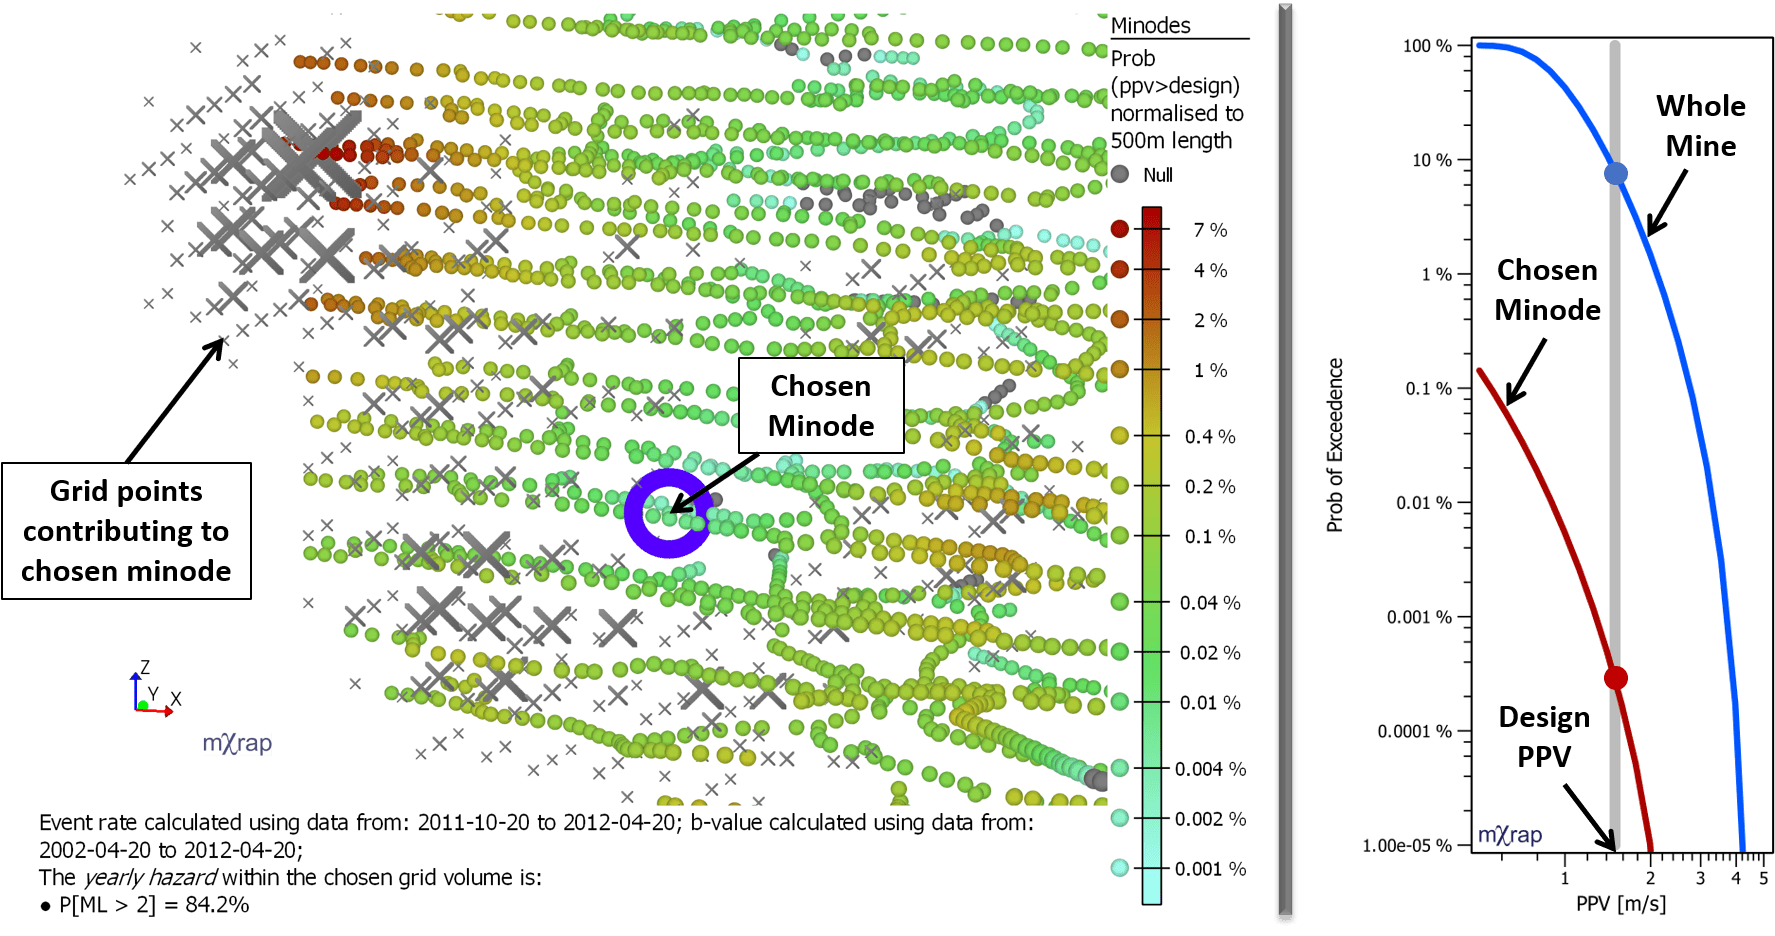 Minodes
Prob
(ppv>design)
normalised to
500m length
Null
7 %
4 %
2 %
1 %
0.4 %
0.2 %
0.1 %
0.04 %
0.02 %
0.01 %
0.004 %
0.002 %
0.001 %
Chosen
Minode
Grid points
contributing to
chosen minode
Z
Y
X
mχrap
Event rate calculated using data from: 2011-10-20 to 2012-04-20; b-value calculated using data from:
2002-04-20 to 2012-04-20;
The yearly hazard within the chosen grid volume is:
● P[ML > 2] = 84.2%
Prob of Exceedence
100 %
10 %
1 %
0.1 %
0.01 %
0.001 %
0.0001 %
1.00e-05 %
Whole
Mine
Chosen
Minode
Design
PPV
mχrap
1
2
3
4
5
PPV [m/s]